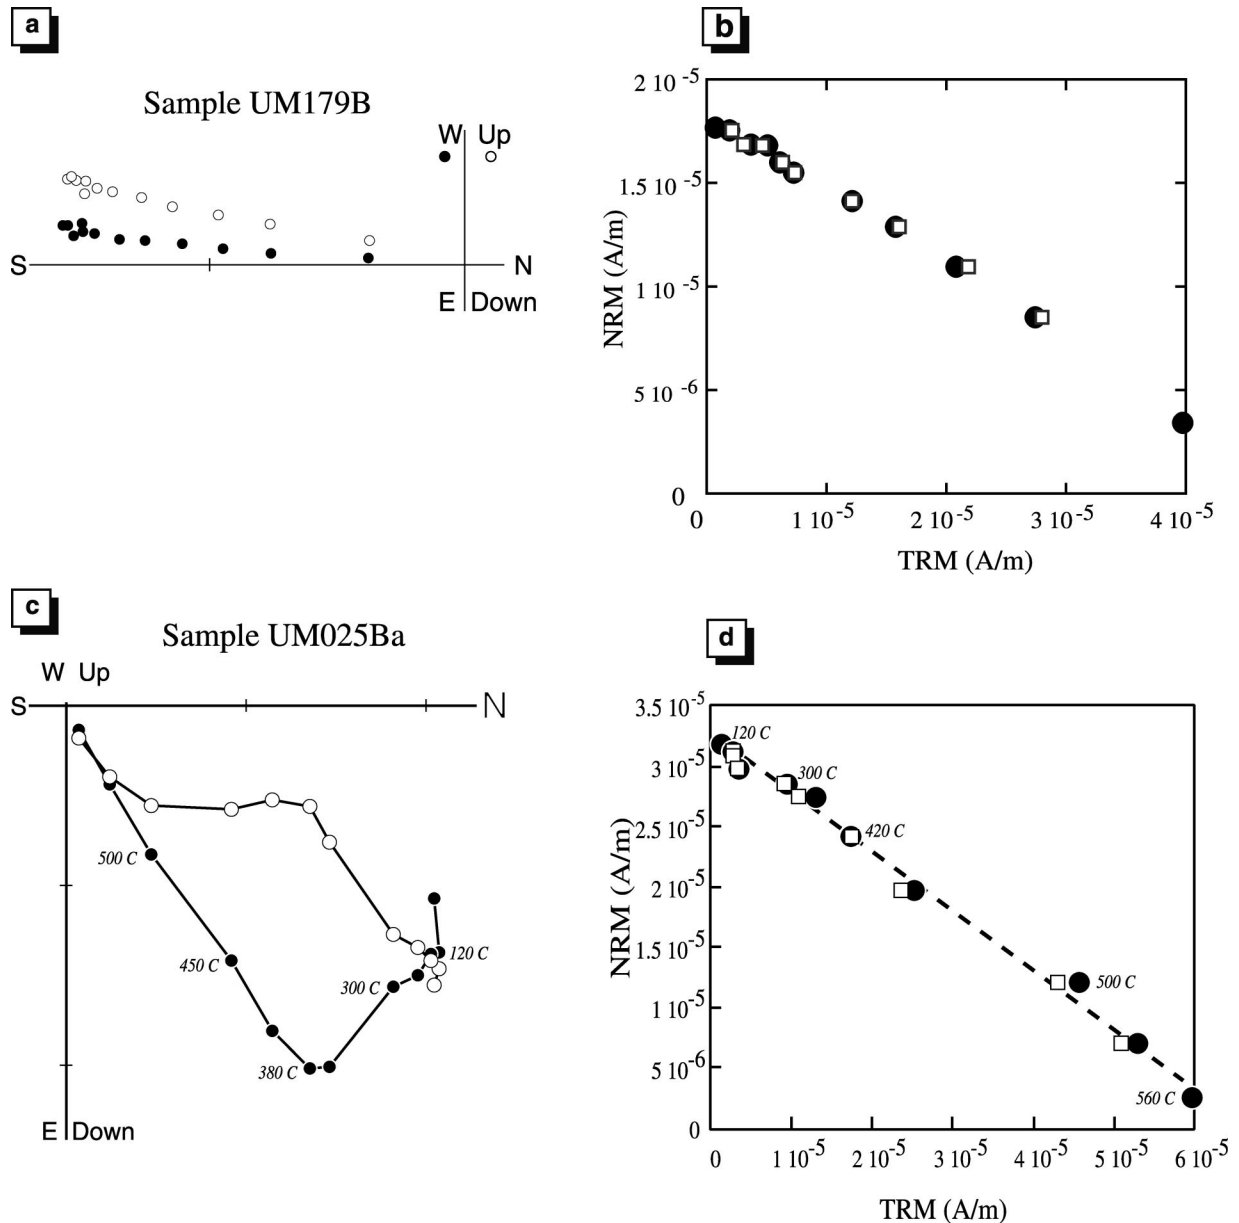 a
Sample UM179B
W Up
S N
E Down
b
2 10 -5
1.5 10 -5
1 10 -5
5 10 -6
0
NRM (A/m)
0 1 10 -5 2 10 -5 3 10 -5 4 10 -5
TRM (A/m)
c
Sample UM025Ba
W Up
S N
500 C
450 C
380 C
300 C
120 C
E Down
d
3.5 10 -5
3 10 -5
2.5 10 -5
2 10 -5
1.5 10 -5
1 10 -5
5 10 -6
0
NRM (A/m)
120 C
300 C
420 C
500 C
560 C
0 1 10 -5 2 10 -5 3 10 -5 4 10 -5 5 10 -5 6 10 -5
TRM (A/m)